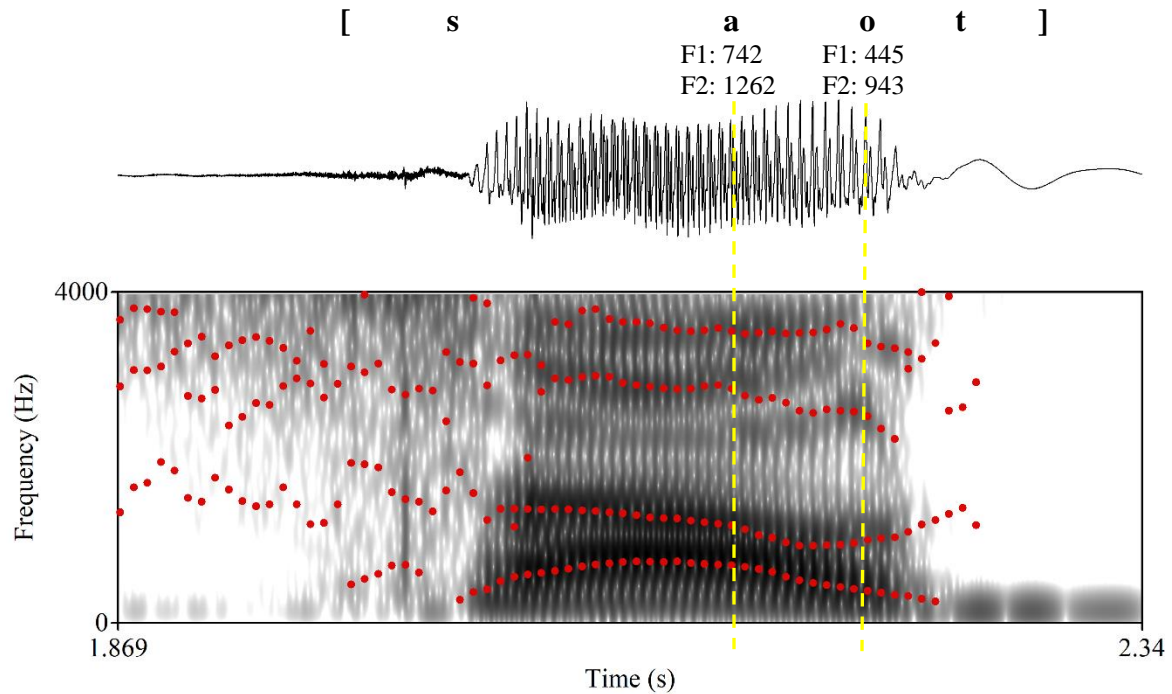 [ s a o t ]
F1: 742 F1: 445
F2: 1262 F2: 943
4000
Frequency (Hz)
0
1.869 2.34
Time (s)